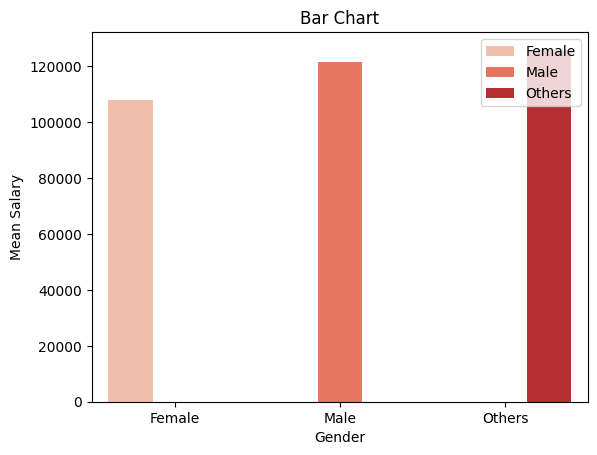 Bar Chart
Female
Male
Others
Mean Salary
120000
100000
80000
60000
40000
20000
0
Female
Male
Others
Gender